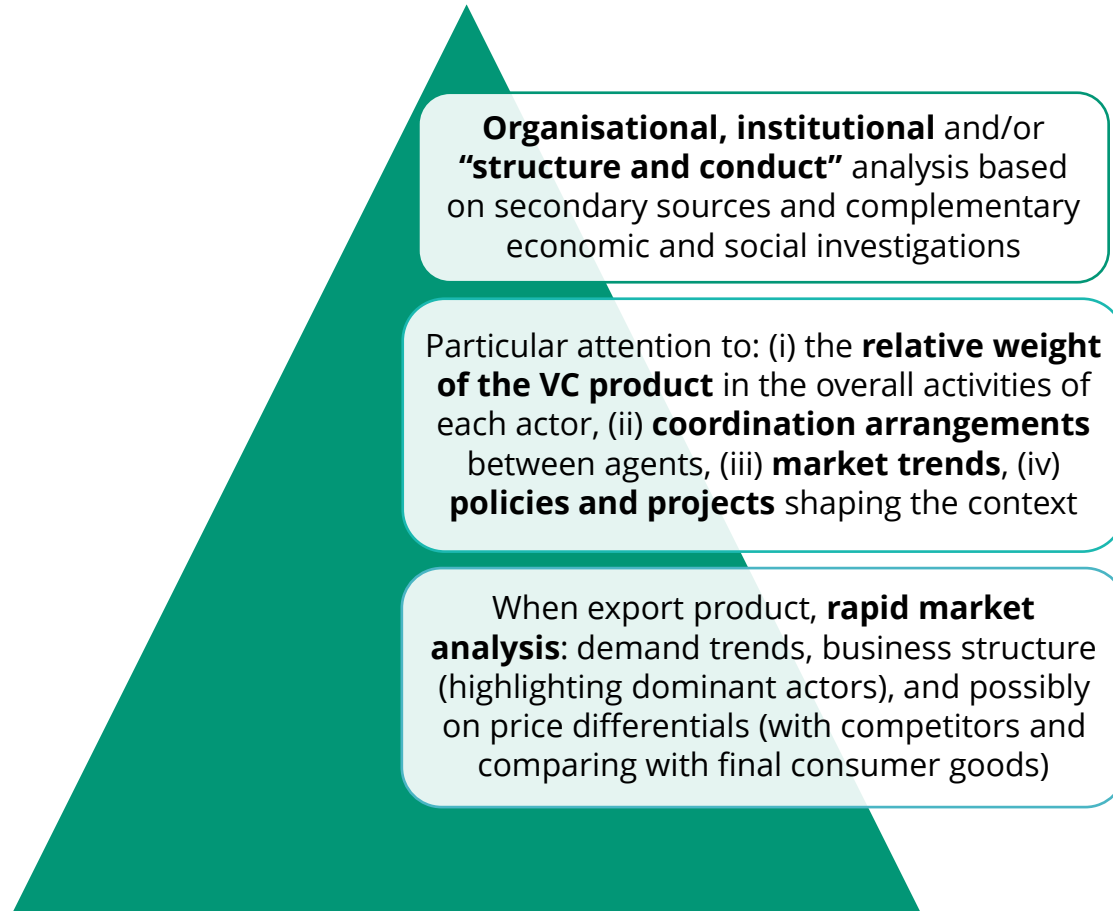 Organisational, institutional and/or
“structure and conduct” analysis based
on secondary sources and complementary
economic and social investigations
Particular attention to: (i) the relative weight
of the VC product in the overall activities of
each actor, (ii) coordination arrangements
between agents, (iii) market trends, (iv)
policies and projects shaping the context
When export product, rapid market
analysis: demand trends, business structure
(highlighting dominant actors), and possibly
on price differentials (with competitors and
comparing with final consumer goods)